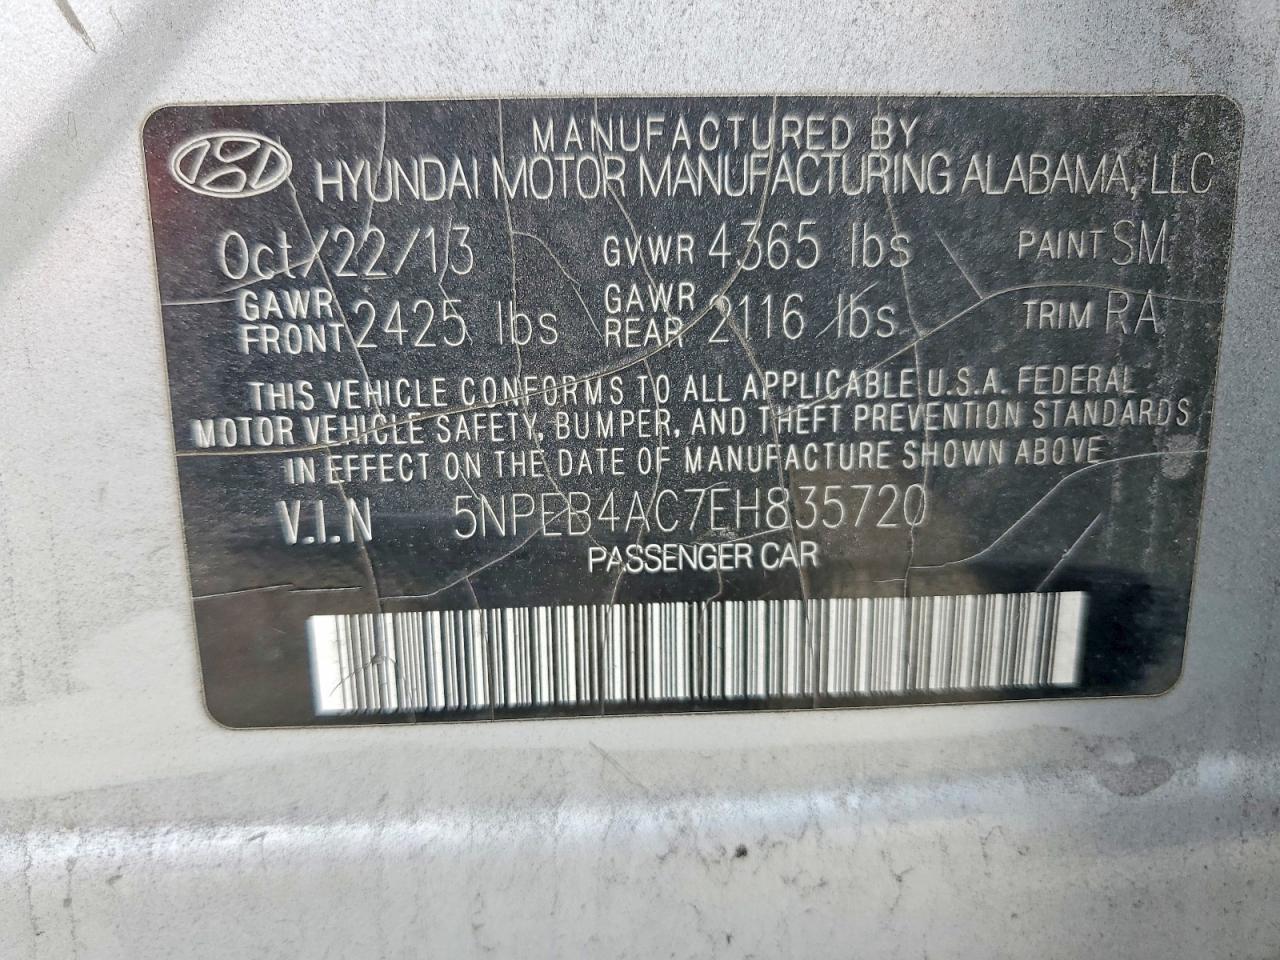 MANUFACTURED BY
HYUNDAI MOTOR MANUFACTURING ALABAMA, LLC
Oct/22/13 GVWR 4365 lbs PAINT SM
GAWR FRONT 2425 lbs GAWR REAR 2116 lbs TRIM RA
THIS VEHICLE CONFORMS TO ALL APPLICABLE U.S.A. FEDERAL
MOTOR VEHICLE SAFETY, BUMPER, AND THEFT PREVENTION STANDARDS
IN EFFECT ON THE DATE OF MANUFACTURE SHOWN ABOVE
V.I.N 5NPEB4AC7EH835720
PASSENGER CAR